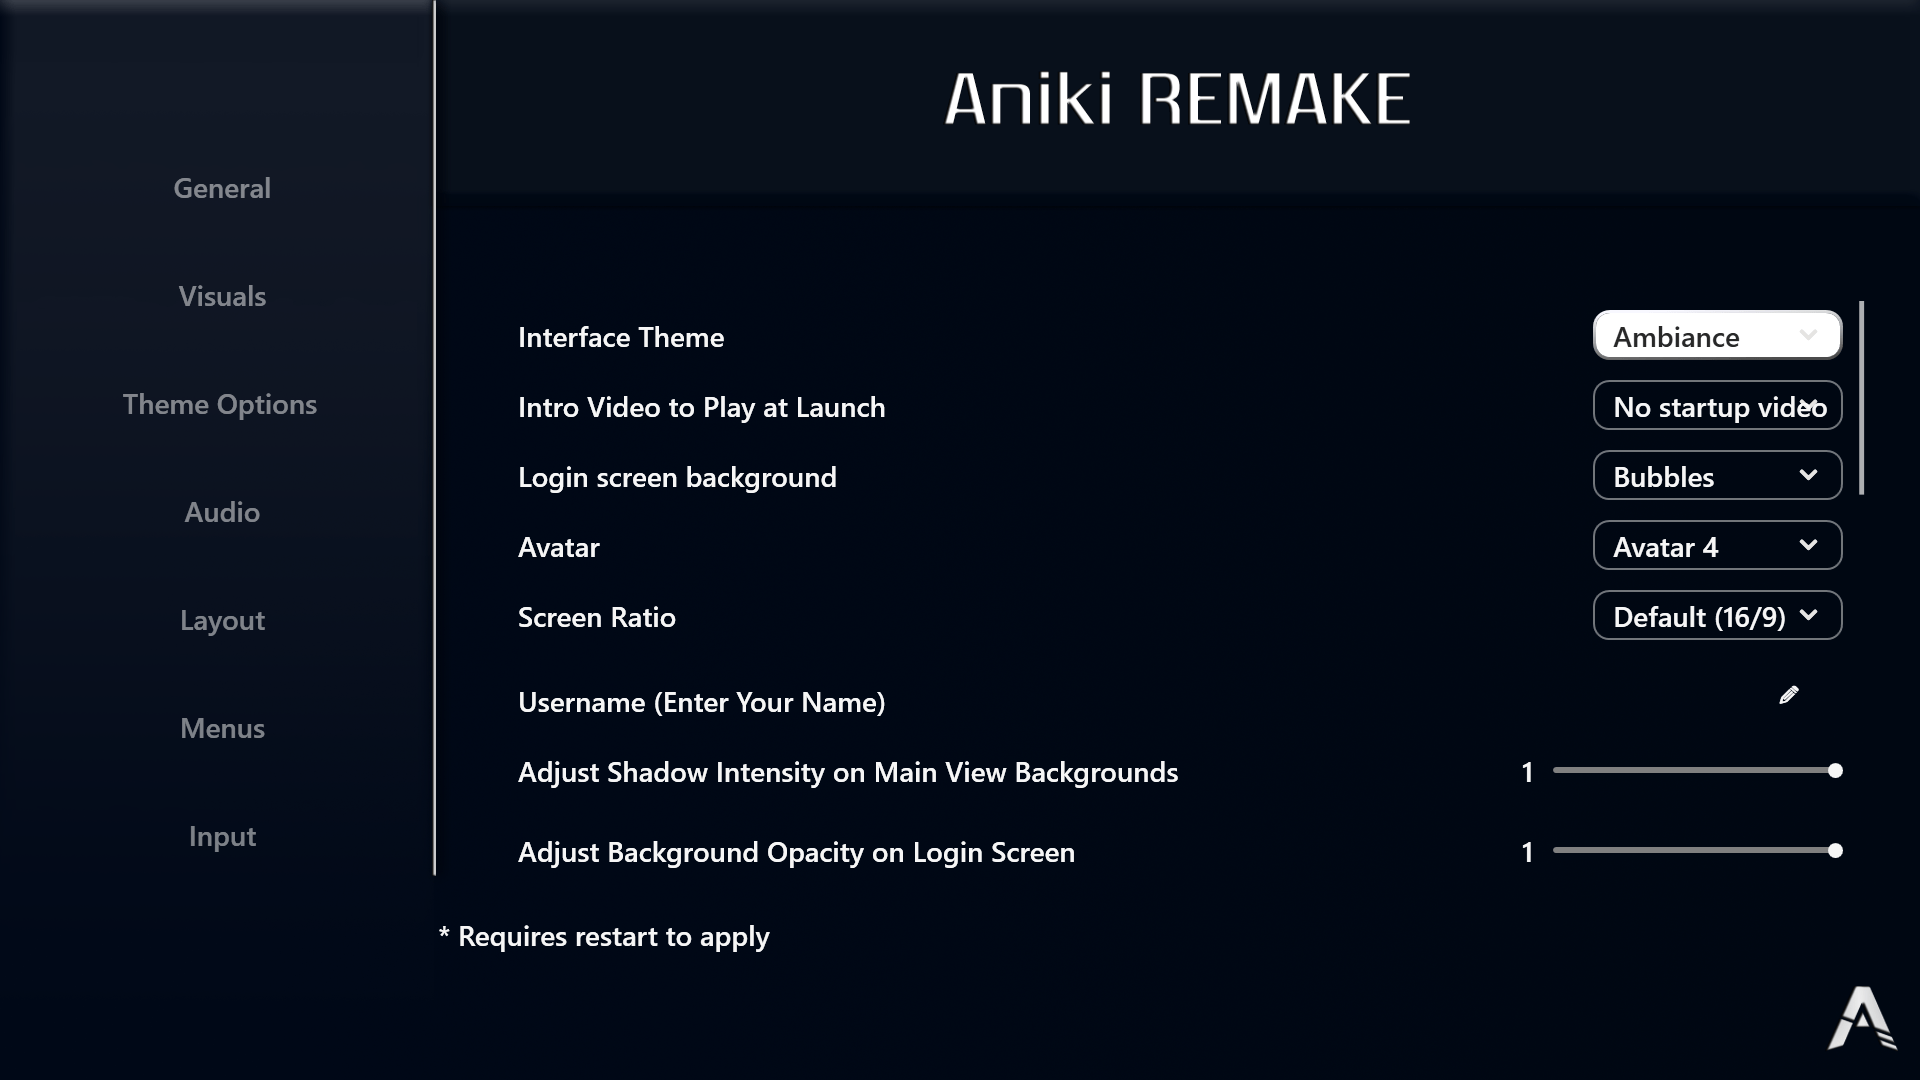 Aniki REMAKE
General
Visuals
Theme Options
Audio
Layout
Menus
Input
Interface Theme
Ambiance
Intro Video to Play at Launch
No startup video
Login screen background
Bubbles
Avatar
Avatar 4
Screen Ratio
Default (16/9)
Username (Enter Your Name)
Adjust Shadow Intensity on Main View Backgrounds
1
Adjust Background Opacity on Login Screen
1
* Requires restart to apply